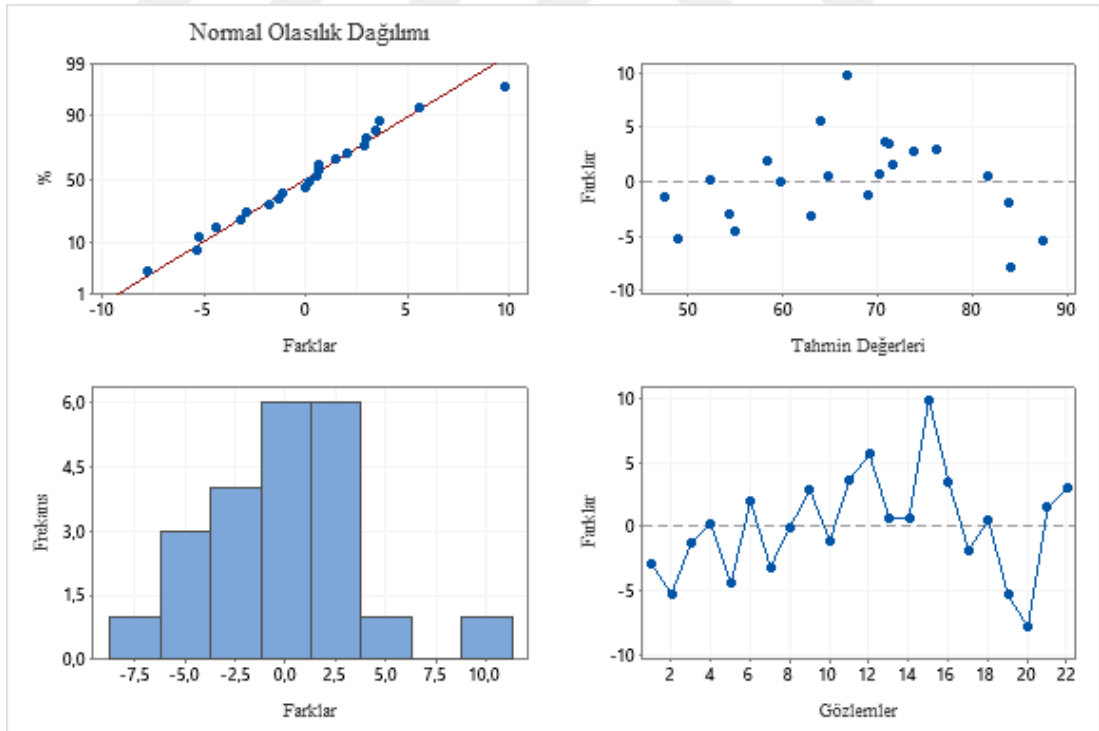 Normal Olasılık Dağılımı
99
90
50
10
1
%
-10 -5 0 5 10
Farklar
10
5
0
-5
-10
Farklar
50 60 70 80 90
Tahmin Değerleri
6,0
4,5
3,0
1,5
0,0
Frekans
-7,5 -5,0 -2,5 0,0 2,5 5,0 7,5 10,0
Farklar
10
5
0
-5
-10
Farklar
2 4 6 8 10 12 14 16 18 20 22
Gözlemler